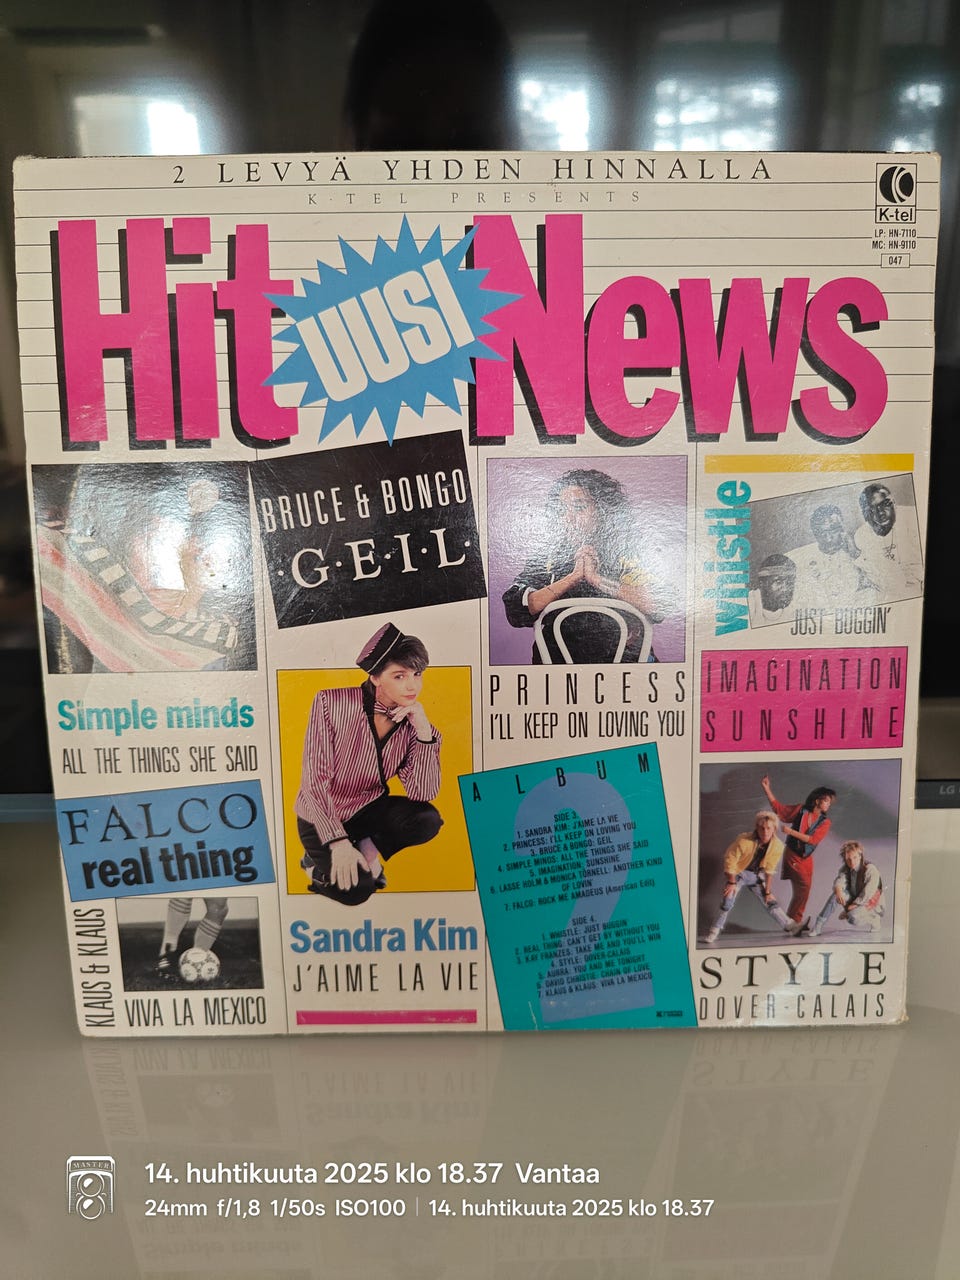 2 LEVYÄ YHDEN HINNALLA
K·TEL PRESENTS
K-tel
LP: HN-7110
MC: HN-9110
047
Hit UUSI News
BRUCE & BONGO
·G·E·I·L·
whistle
JUST BUGGIN'
Simple minds
ALL THE THINGS SHE SAID
PRINCESS
I'LL KEEP ON LOVING YOU
IMAGINATION
SUNSHINE
FALCO
real thing
KLAUS & KLAUS
VIVA LA MEXICO
Sandra Kim
J'AIME LA VIE
ALBUM
2
SIDE 3.
1. SANDRA KIM: J'AIME LA VIE
2. PRINCESS: I'LL KEEP ON LOVING YOU
3. BRUCE & BONGO: GEIL
4. SIMPLE MINDS: ALL THE THINGS SHE SAID
5. IMAGINATION: SUNSHINE
6. LASSE HOLM & MONICA TÖRNELL: ANOTHER KIND
OF LOVIN'
7. FALCO: ROCK ME AMADEUS (American Edit)
SIDE 4.
1. WHISTLE: JUST BUGGIN'
2. REAL THING: CAN'T GET BY WITHOUT YOU
3. KAY FRANZES: TAKE ME AND YOU'LL WIN
4. STYLE: DOVER-CALAIS
5. AURRA: YOU AND ME TONIGHT
6. DAVID CHRISTIE: CHAIN OF LOVE
7. KLAUS & KLAUS: VIVA LA MEXICO
STYLE
DOVER-CALAIS
LG
MASTER
14. huhtikuuta 2025 klo 18.37 Vantaa
24mm f/1,8 1/50s ISO100 | 14. huhtikuuta 2025 klo 18.37